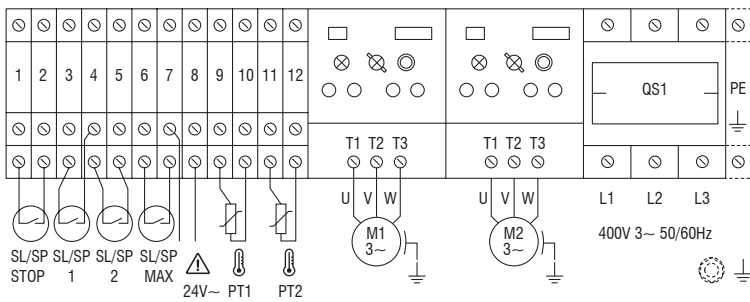 1 2 3 4 5 6 7 8 9 10 11 12
QS1
PE
T1 T2 T3
T1 T2 T3
U V W
U V W
L1 L2 L3
M1
3~
M2
3~
400V 3~ 50/60Hz
SL/SP
STOP
SL/SP
1
SL/SP
2
SL/SP
MAX
24V~
PT1
PT2